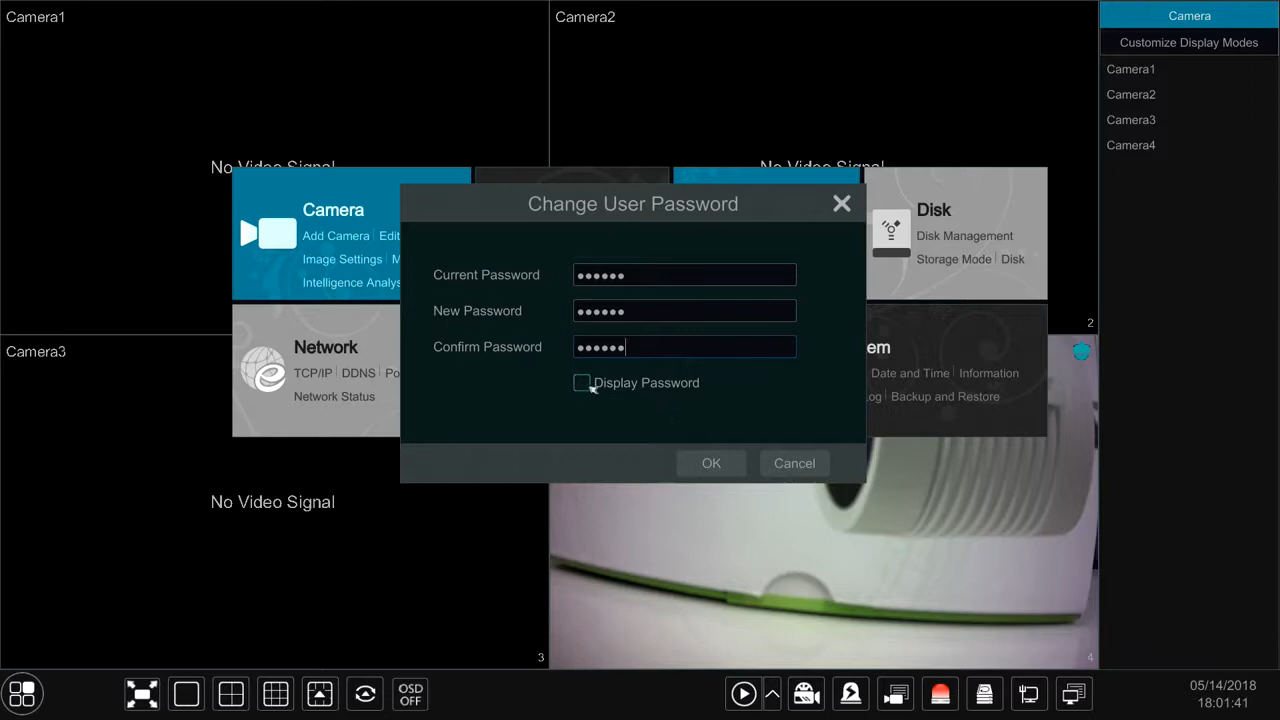 Camera1
Camera2
Camera
Customize Display Modes
Camera1
Camera2
Camera3
Camera4
No Video Signal
No Video Signal
Camera
Add Camera | Edit
Image Settings | M
Intelligence Analys
Change User Password
Current Password ●●●●●●
New Password ●●●●●●
Confirm Password ●●●●●●
Display Password
OK
Cancel
Disk
Disk Management
Storage Mode | Disk
2
Camera3
Network
TCP/IP | DDNS | Po
Network Status
em
Date and Time | Information
og | Backup and Restore
No Video Signal
3
4
OSD
OFF
05/14/2018
18:01:41